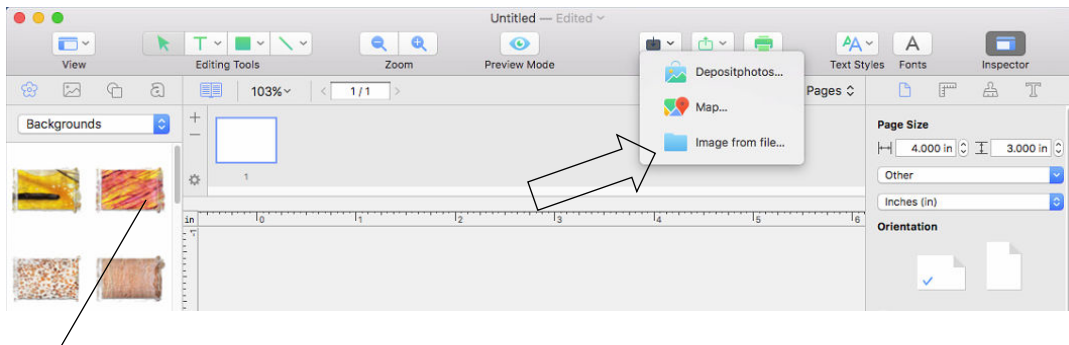 Untitled — Edited
View
Editing Tools
Zoom
Preview Mode
Text Styles
Fonts
Inspector
Depositphotos...
Map...
Image from file...
103%
1 / 1
Pages
Backgrounds
1
Page Size
4.000 in
3.000 in
Other
Inches (in)
Orientation
in 0 1 2 3 4 5 6